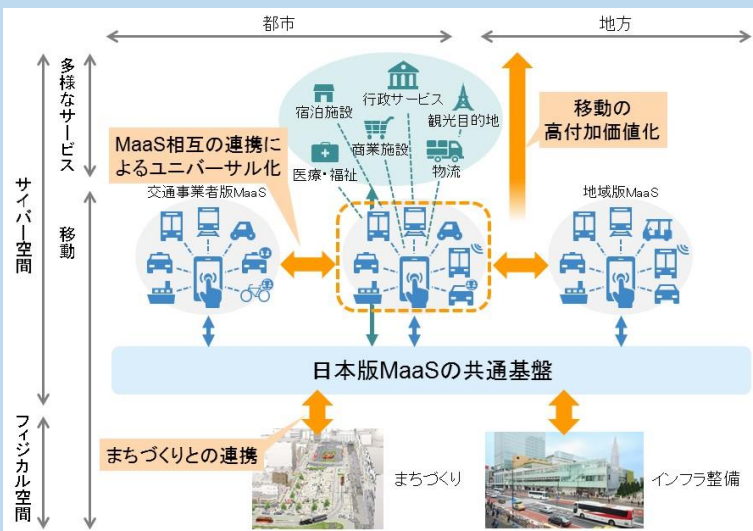 都市
地方
多様なサービス
サイバー空間
移動
フィジカル空間
行政サービス
宿泊施設
観光目的地
商業施設
医療・福祉
物流
移動の
高付加価値化
MaaS相互の連携
によるユニバーサル化
交通事業者版MaaS
地域版MaaS
日本版MaaSの共通基盤
まちづくりとの連携
まちづくり
インフラ整備